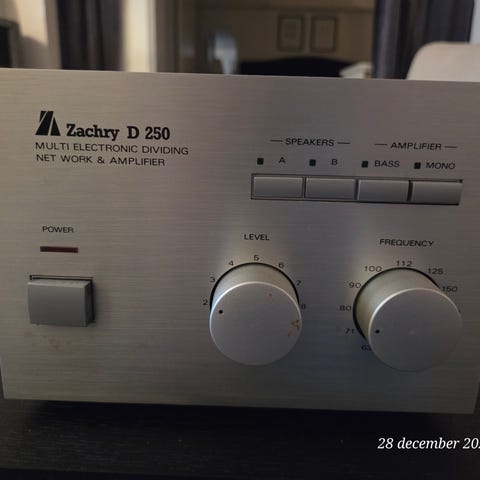 Zachry D 250
MULTI ELECTRONIC DIVIDING
NET WORK & AMPLIFIER
SPEAKERS
AMPLIFIER
A
B
BASS
MONO
POWER
LEVEL
2
3
4
5
6
7
8
FREQUENCY
71
80
90
100
112
125
150
28 december